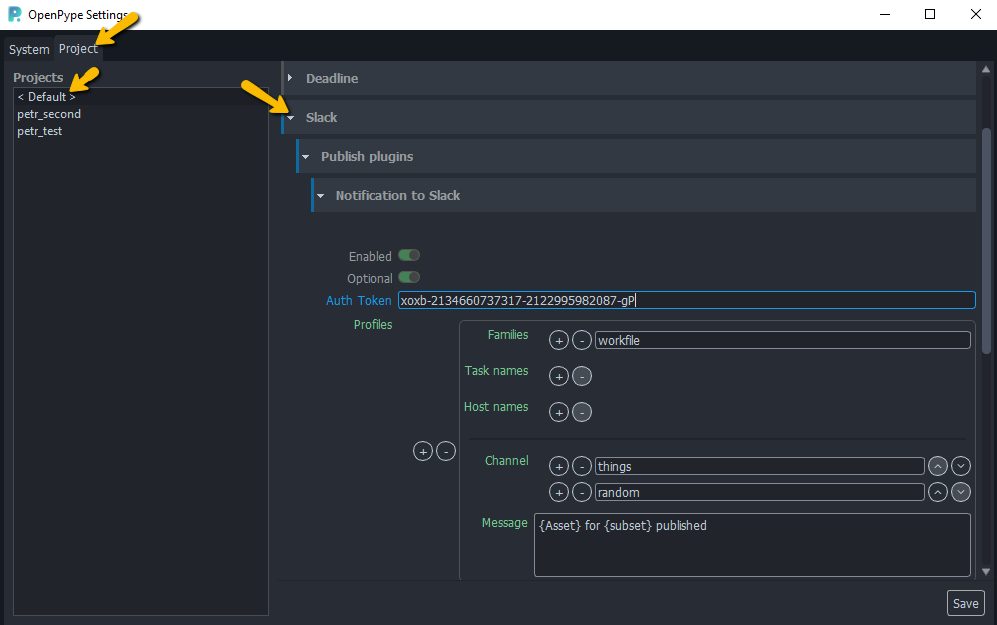 OpenPype Settings
System
Project
Projects
< Default >
petr_second
petr_test
Deadline
Slack
Publish plugins
Notification to Slack
Enabled
Optional
Auth Token xoxb-2134660737317-2122995982087-gP
Profiles
Families + - workfile
Task names + -
Host names + -
+ -
Channel + - things
+ - random
Message {Asset} for {subset} published
Save